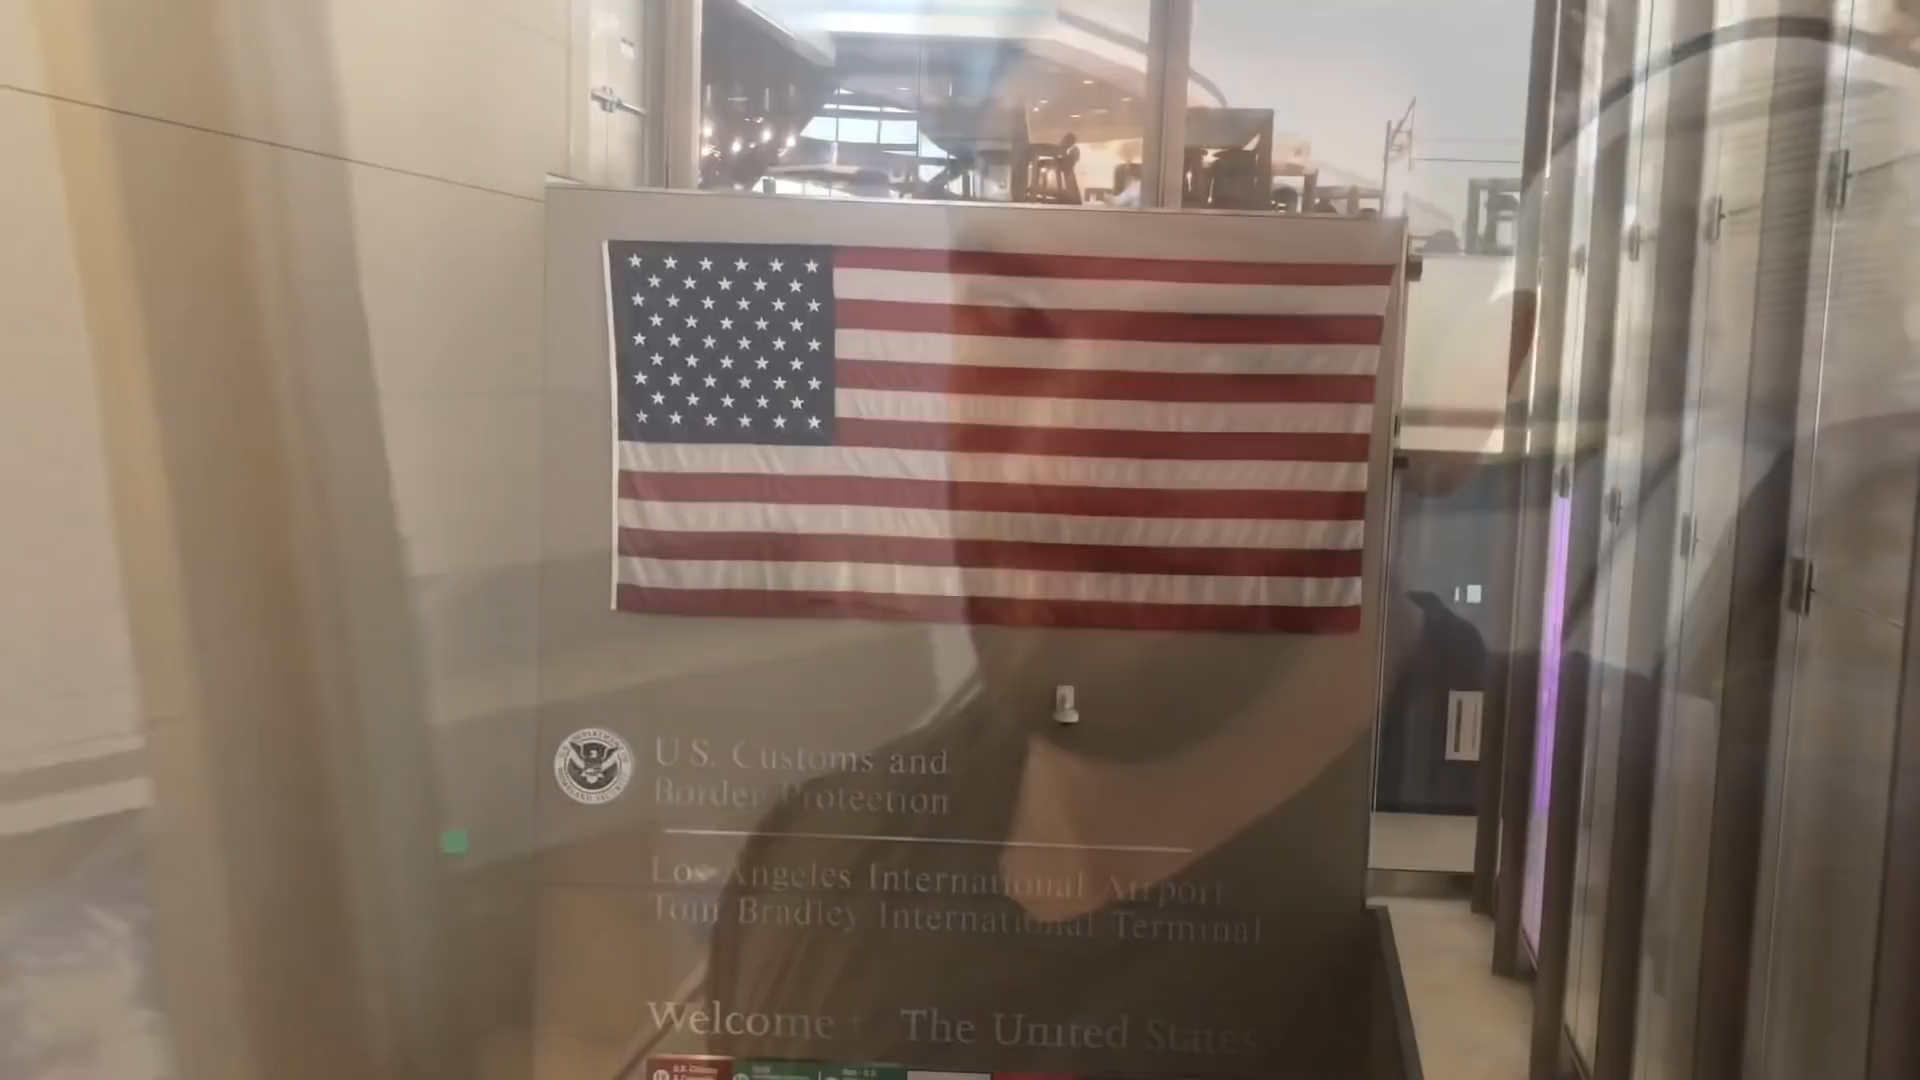 U.S. Customs and
Border Protection
Los Angeles International Airport
Tom Bradley International Terminal
Welcome The United States